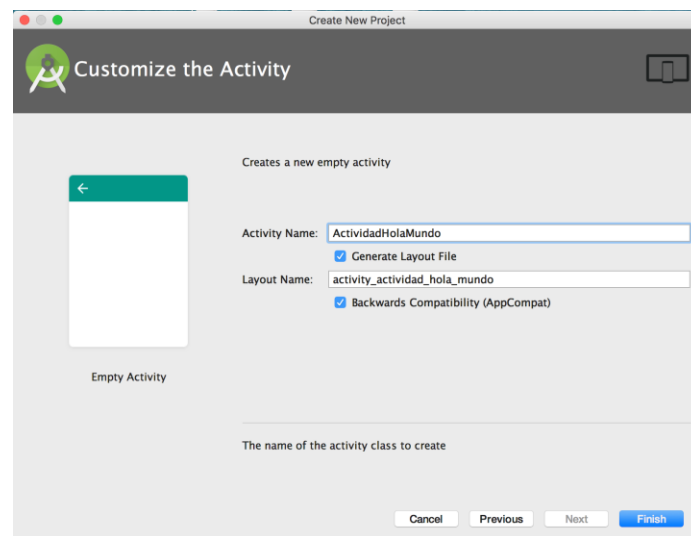 Create New Project
Customize the Activity
Creates a new empty activity
Activity Name: ActividadHolaMundo
Generate Layout File
Layout Name: activity_actividad_hola_mundo
Backwards Compatibility (AppCompat)
Empty Activity
The name of the activity class to create
Cancel Previous Next Finish